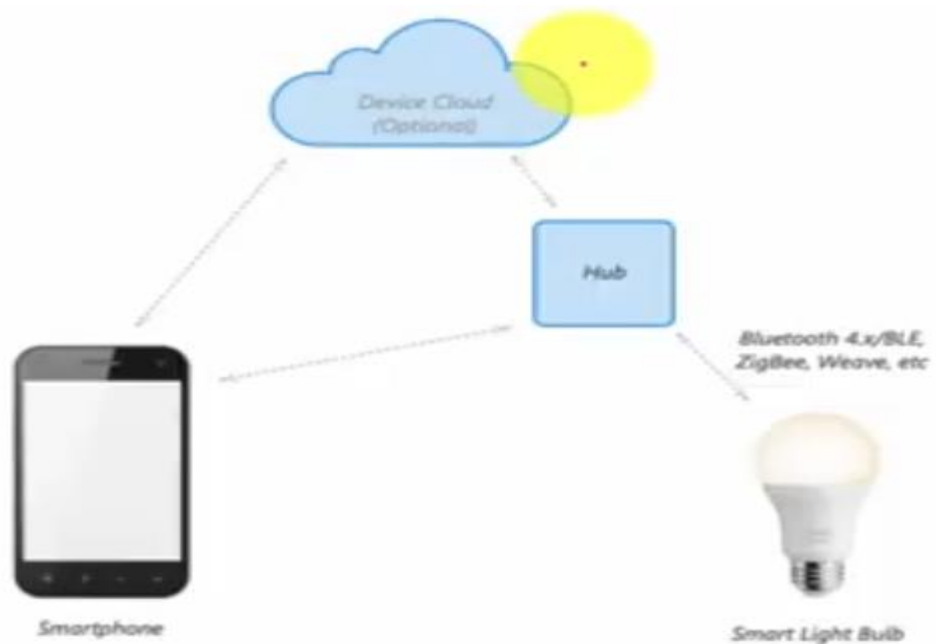 Device Cloud
(Optional)
Hub
Bluetooth 4.x/BLE,
ZigBee, Weave, etc
Smartphone
Smart Light Bulb